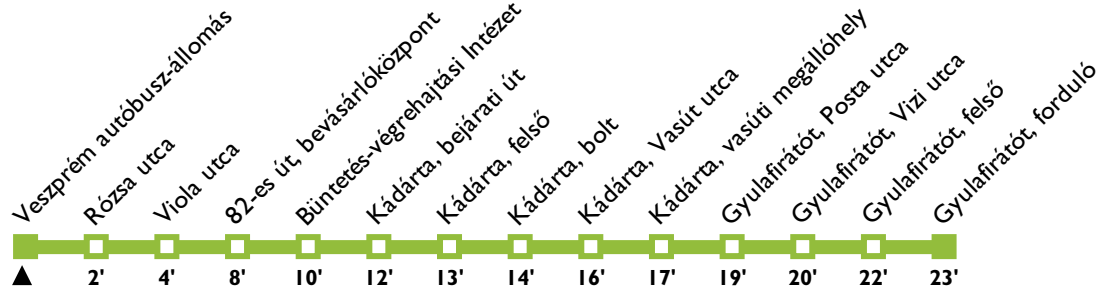 Veszprém autóbusz-állomás
Rózsa utca
Viola utca
82-es út, bevásárlóközpont
Büntetés-végrehajtási Intézet
Kádárta, bejárati út
Kádárta, felső
Kádárta, bolt
Kádárta, Vasút utca
Kádárta, vasúti megállóhely
Gyulafirátót, Posta utca
Gyulafirátót, Vizi utca
Gyulafirátót, felső
Gyulafirátót, forduló
▲ 2' 4' 8' 10' 12' 13' 14' 16' 17' 19' 20' 22' 23'